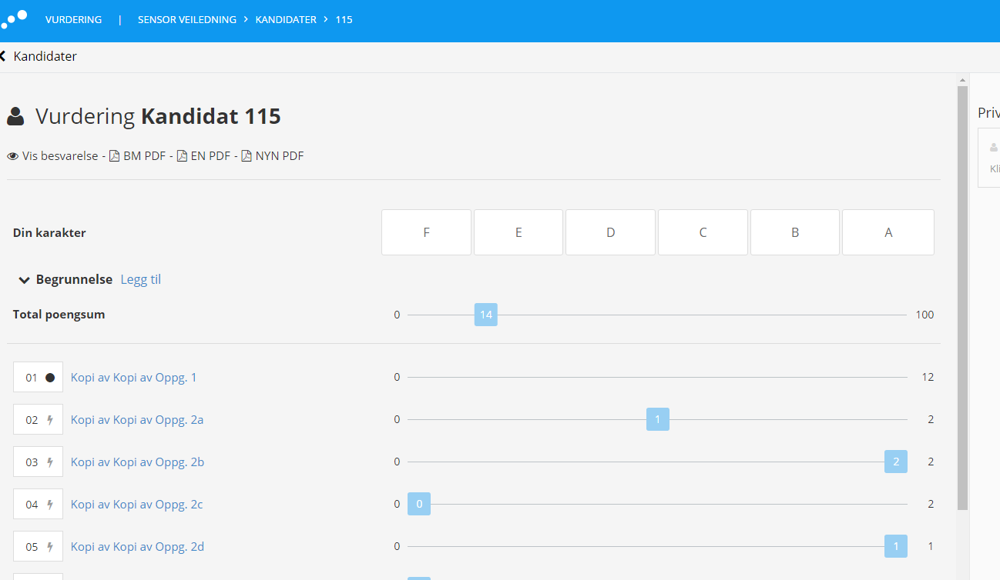 VURDERING | SENSOR VEILEDNING > KANDIDATER > 115
Kandidater
Vurdering Kandidat 115
Vis besvarelse - BM PDF - EN PDF - NYN PDF
Din karakter F E D C B A
Begrunnelse Legg til
Total poengsum 0 14 100
01 Kopi av Kopi av Oppg. 1 0 12
02 Kopi av Kopi av Oppg. 2a 0 1 2
03 Kopi av Kopi av Oppg. 2b 0 2 2
04 Kopi av Kopi av Oppg. 2c 0 0 2
05 Kopi av Kopi av Oppg. 2d 0 1 1